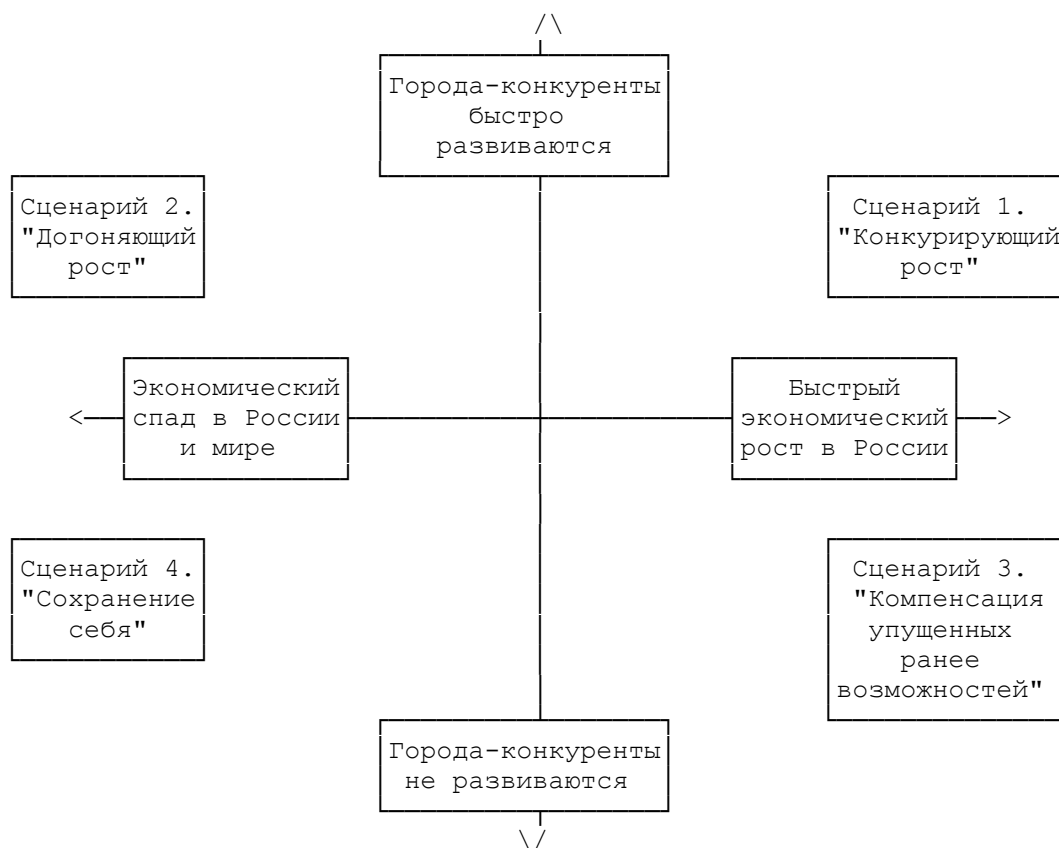 Города-конкуренты
быстро
развиваются
Сценарий 2.
"Догоняющий
рост"
Сценарий 1.
"Конкурирующий
рост"
Экономический
спад в России
и мире
Быстрый
экономический
рост в России
Сценарий 4.
"Сохранение
себя"
Сценарий 3.
"Компенсация
упущенных
ранее
возможностей"
Города-конкуренты
не развиваются